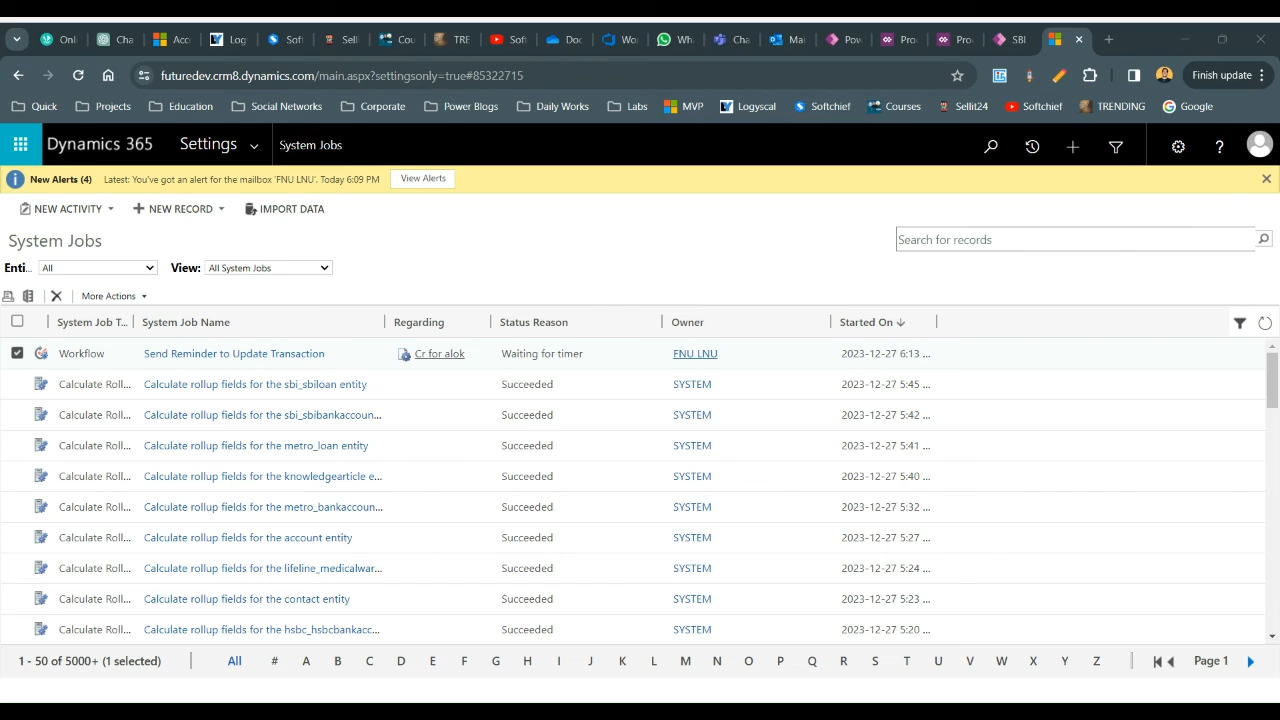 Onl Cha Acc Log Soft Selli Cou TRE Soft Doc Wo Wha Cha Mai Pov Pro Pro SBI
futuredev.crm8.dynamics.com/main.aspx?settingsonly=true#85322715 Finish update
Quick Projects Education Social Networks Corporate Power Blogs Daily Works Labs MVP Logyscal Softchief Courses Sellit24 Softchief TRENDING Google
Dynamics 365 Settings System Jobs ?
New Alerts (4) Latest: You've got an alert for the mailbox 'FNU LNU'. Today 6:09 PM View Alerts
NEW ACTIVITY NEW RECORD IMPORT DATA
System Jobs Search for records
Enti... All View: All System Jobs
More Actions
System Job T... System Job Name Regarding Status Reason Owner Started On
Workflow Send Reminder to Update Transaction Cr for alok Waiting for timer FNU LNU 2023-12-27 6:13 ...
Calculate Roll... Calculate rollup fields for the sbi_sbiloan entity Succeeded SYSTEM 2023-12-27 5:45 ...
Calculate Roll... Calculate rollup fields for the sbi_sbibankaccoun... Succeeded SYSTEM 2023-12-27 5:42 ...
Calculate Roll... Calculate rollup fields for the metro_loan entity Succeeded SYSTEM 2023-12-27 5:41 ...
Calculate Roll... Calculate rollup fields for the knowledgearticle e... Succeeded SYSTEM 2023-12-27 5:40 ...
Calculate Roll... Calculate rollup fields for the metro_bankaccoun... Succeeded SYSTEM 2023-12-27 5:32 ...
Calculate Roll... Calculate rollup fields for the account entity Succeeded SYSTEM 2023-12-27 5:27 ...
Calculate Roll... Calculate rollup fields for the lifeline_medicalwar... Succeeded SYSTEM 2023-12-27 5:24 ...
Calculate Roll... Calculate rollup fields for the contact entity Succeeded SYSTEM 2023-12-27 5:23 ...
Calculate Roll... Calculate rollup fields for the hsbc_hsbcbankacc... Succeeded SYSTEM 2023-12-27 5:20 ...
1 - 50 of 5000+ (1 selected) All # A B C D E F G H I J K L M N O P Q R S T U V W X Y Z Page 1